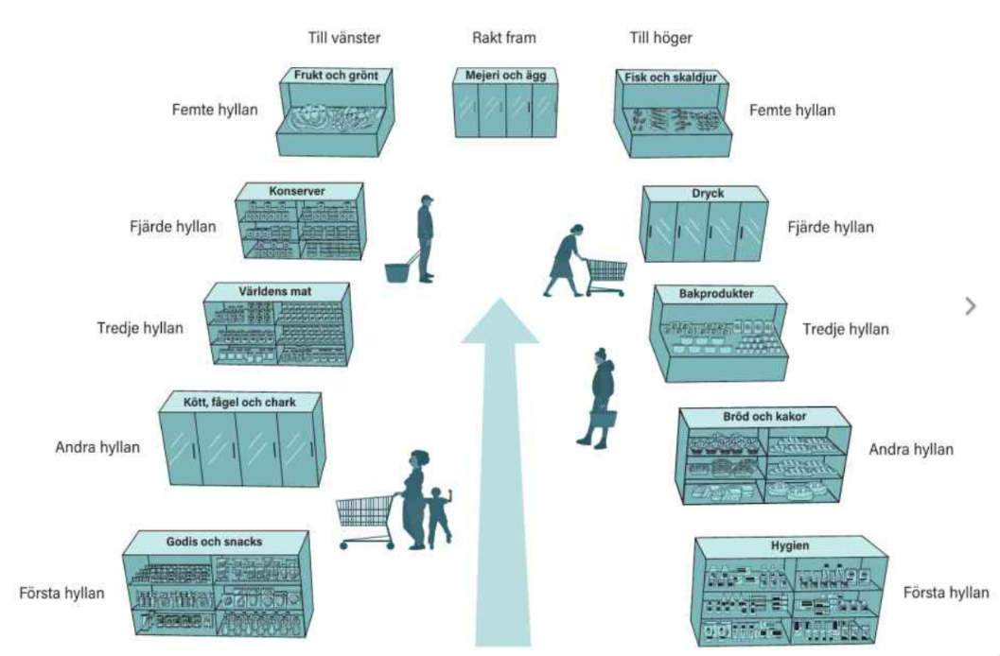 Till vänster
Rakt fram
Till höger
Frukt och grönt
Mejeri och ägg
Fisk och skaldjur
Femte hyllan
Femte hyllan
Konserver
Dryck
Fjärde hyllan
Fjärde hyllan
Världens mat
Bakprodukter
Tredje hyllan
Tredje hyllan
Kött, fågel och chark
Bröd och kakor
Andra hyllan
Andra hyllan
Godis och snacks
Hygien
Första hyllan
Första hyllan